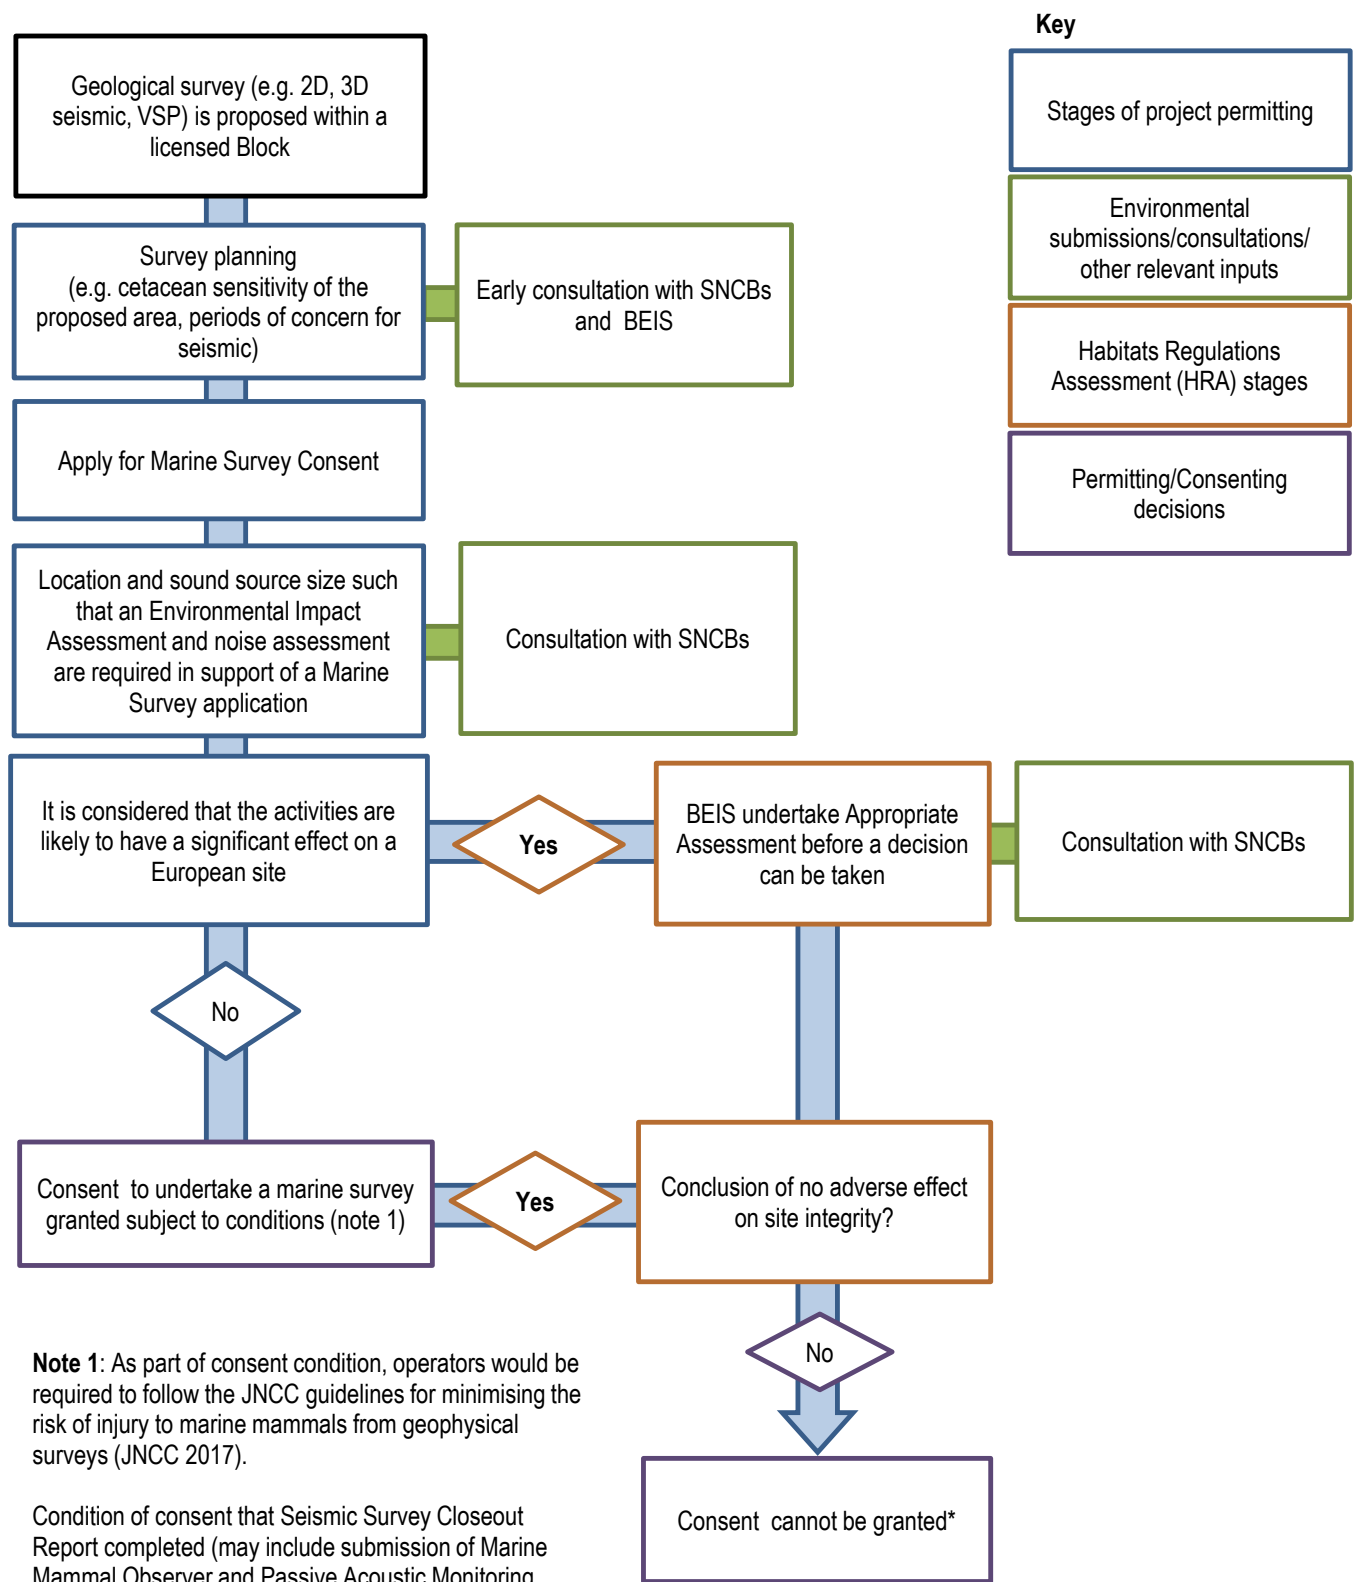 Key
Geological survey (e.g. 2D, 3D
seismic, VSP) is proposed within a
licensed Block
Stages of project permitting
Environmental
submissions/consultations/
other relevant inputs
Habitats Regulations
Assessment (HRA) stages
Permitting/Consenting
decisions
Survey planning
(e.g. cetacean sensitivity of the
proposed area, periods of concern for
seismic)
Early consultation with SNCBs
and BEIS
Apply for Marine Survey Consent
Location and sound source size such
that an Environmental Impact
Assessment and noise assessment
are required in support of a Marine
Survey application
Consultation with SNCBs
It is considered that the activities are
likely to have a significant effect on a
European site
Yes
BEIS undertake Appropriate
Assessment before a decision
can be taken
Consultation with SNCBs
No
Consent to undertake a marine survey
granted subject to conditions (note 1)
Yes
Conclusion of no adverse effect
on site integrity?
No
Consent cannot be granted*
Note 1: As part of consent condition, operators would be
required to follow the JNCC guidelines for minimising the
risk of injury to marine mammals from geophysical
surveys (JNCC 2017).
Condition of consent that Seismic Survey Closeout
Report completed (may include submission of Marine
Mammal Observer and Passive Acoustic Monitoring